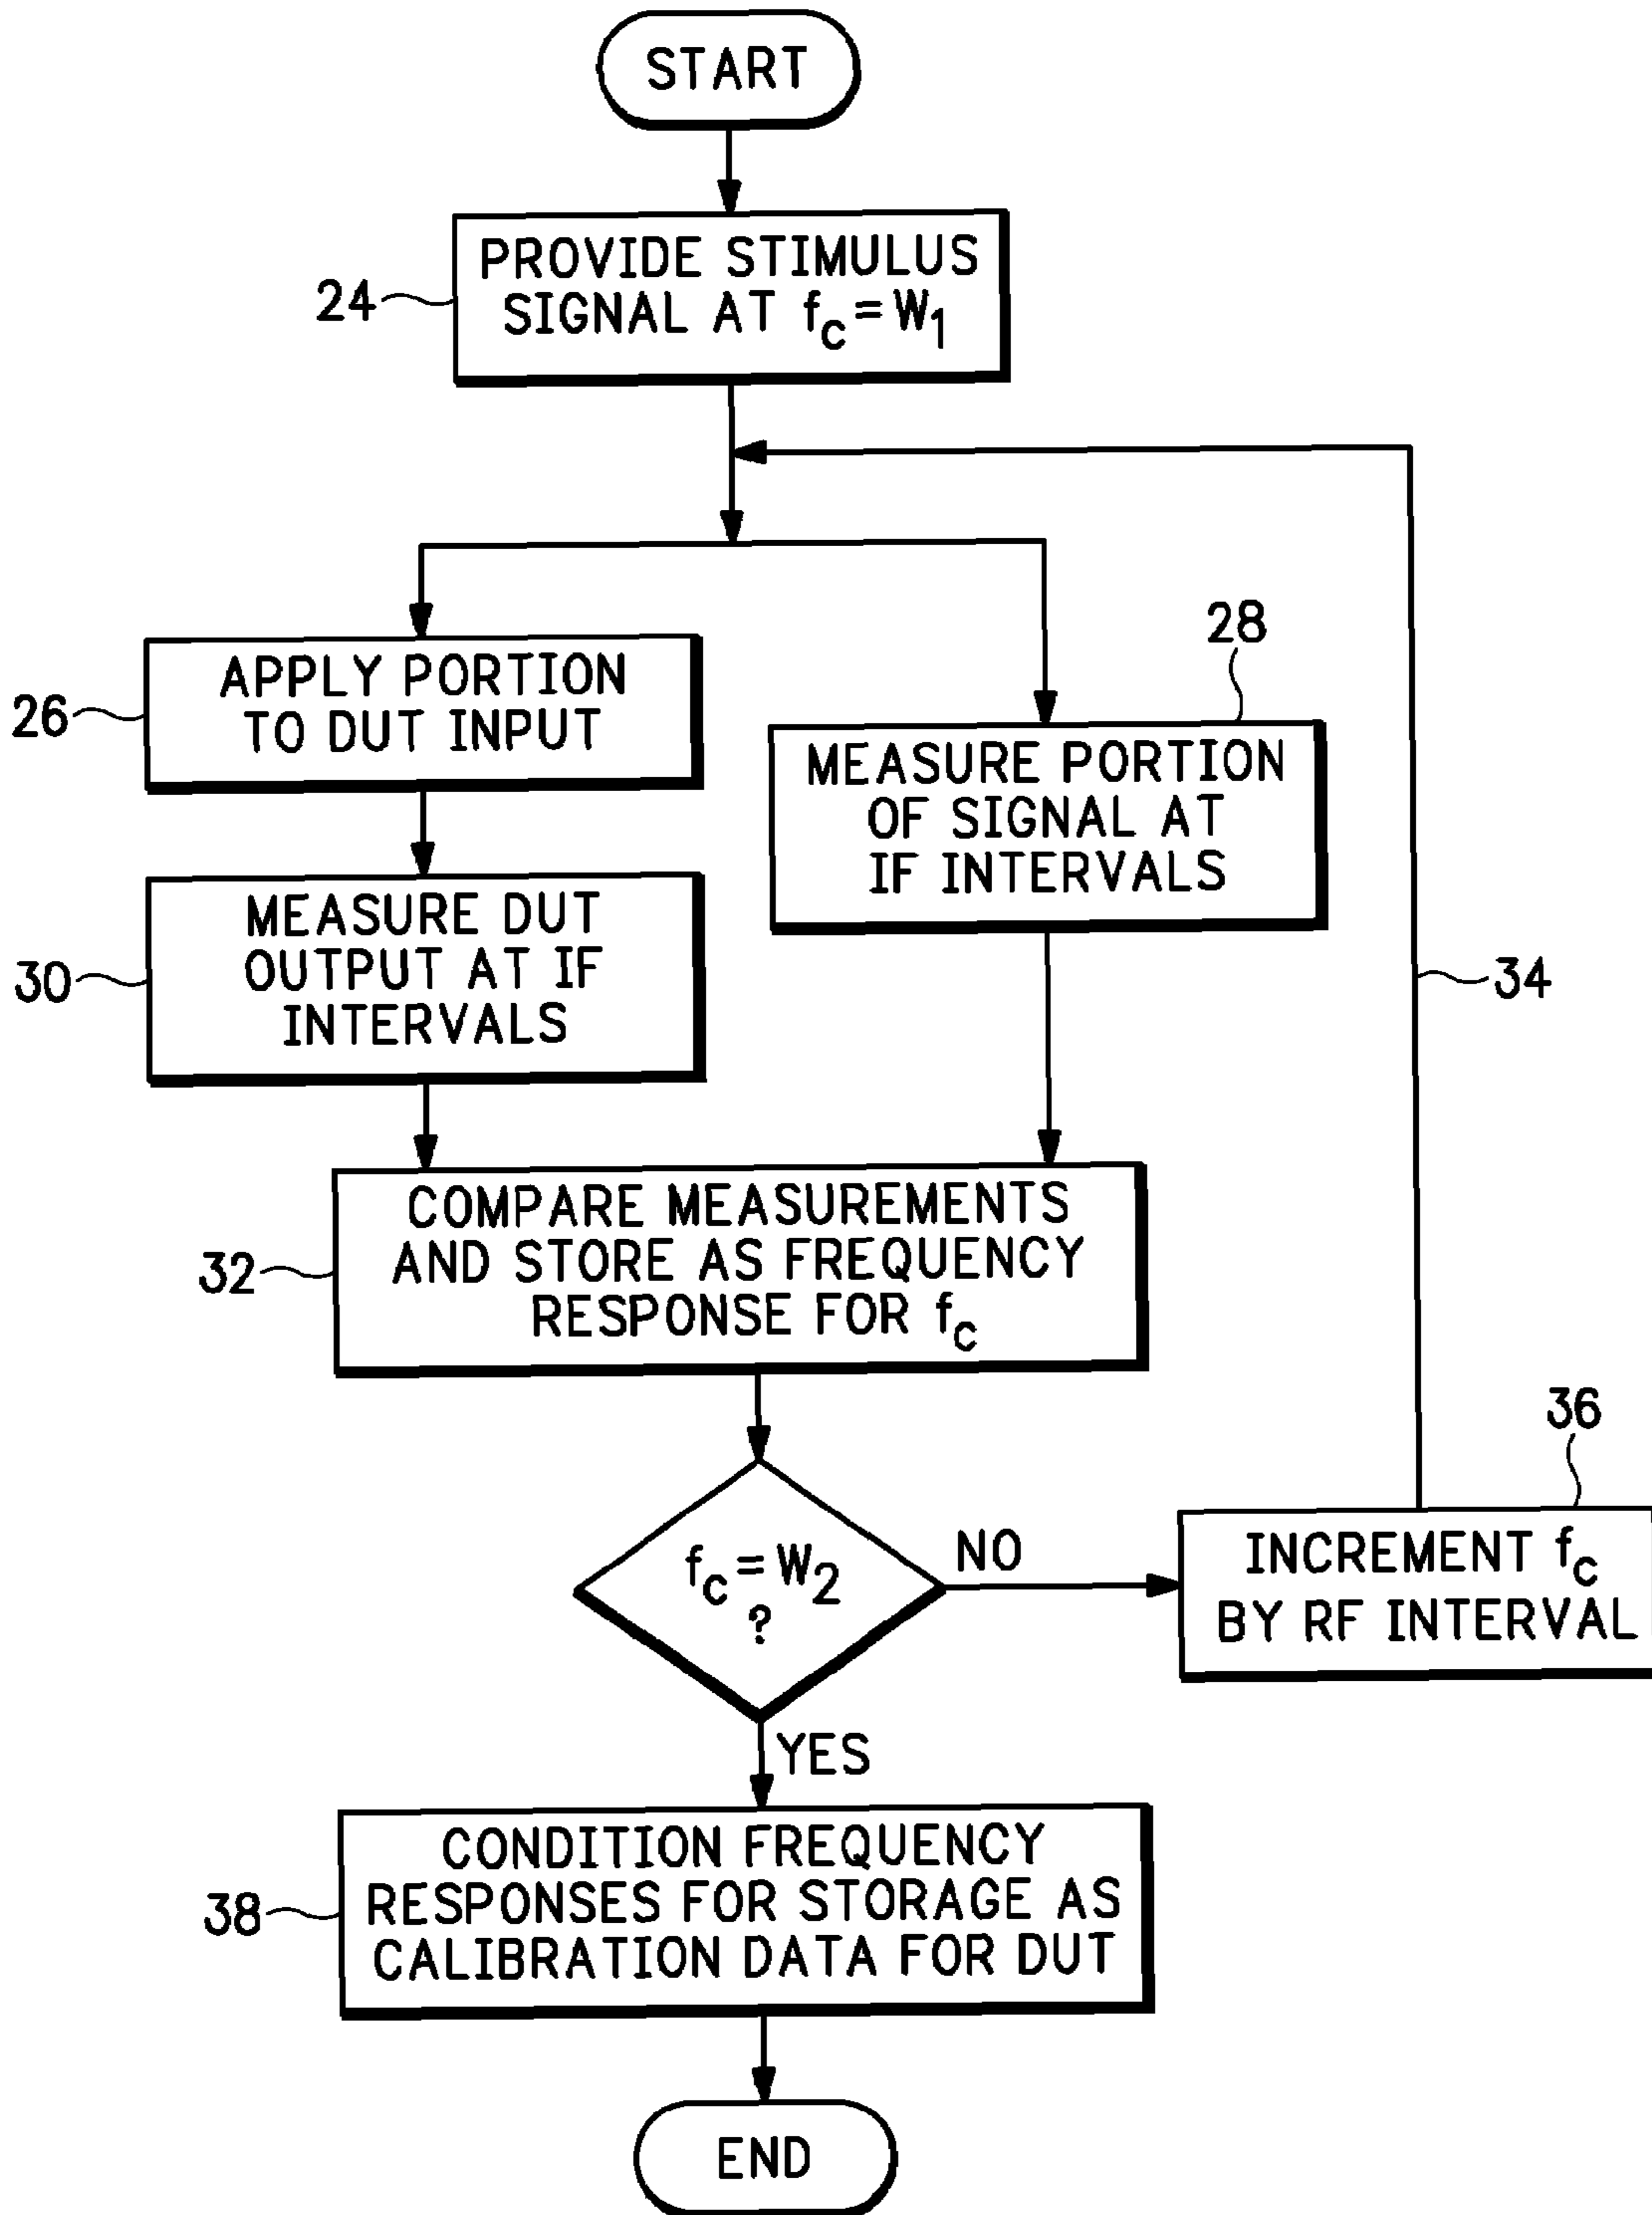 START
24
PROVIDE STIMULUS
SIGNAL AT fc = W1
26
APPLY PORTION
TO DUT INPUT
28
MEASURE PORTION
OF SIGNAL AT
IF INTERVALS
30
MEASURE DUT
OUTPUT AT IF
INTERVALS
34
32
COMPARE MEASUREMENTS
AND STORE AS FREQUENCY
RESPONSE FOR fc
fc = W2
?
NO
36
INCREMENT fc
BY RF INTERVAL
YES
38
CONDITION FREQUENCY
RESPONSES FOR STORAGE AS
CALIBRATION DATA FOR DUT
END